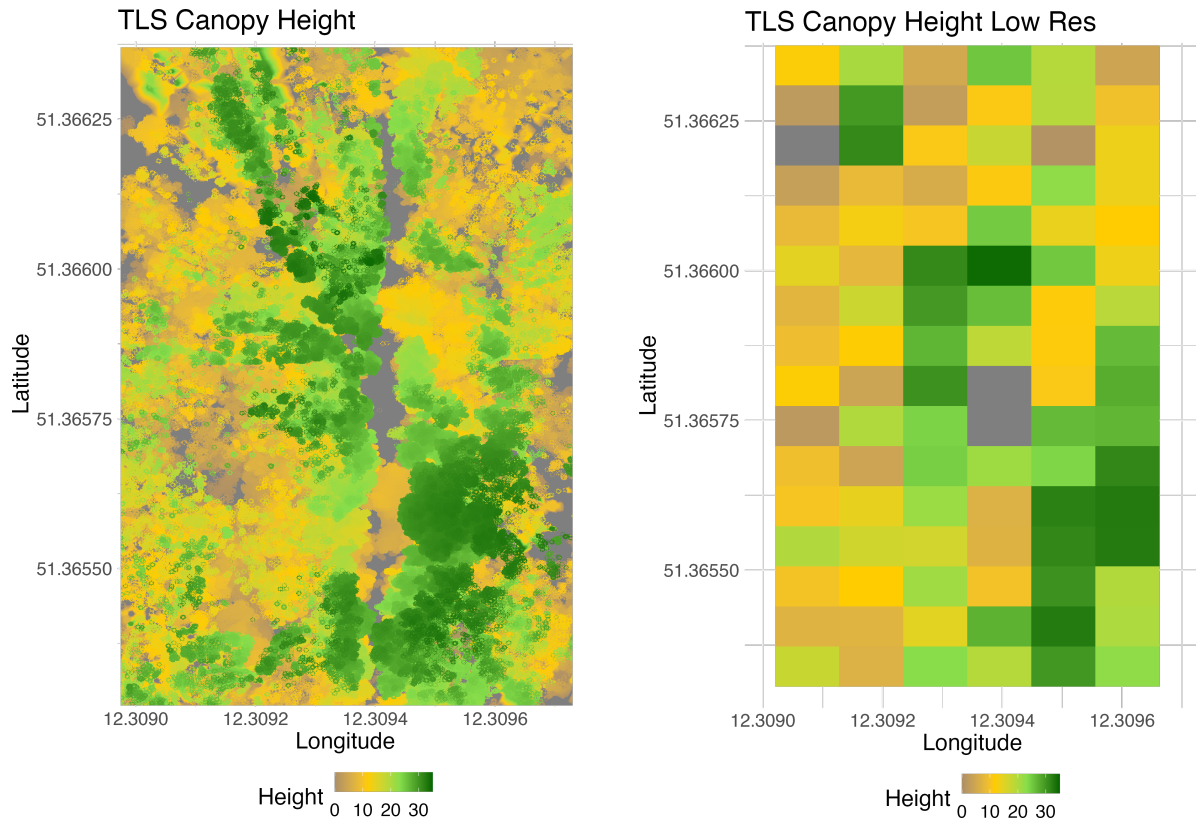 TLS Canopy Height
51.36625
51.36600
51.36575
51.36550
Latitude
12.3090 12.3092 12.3094 12.3096
Longitude
Height
0 10 20 30
TLS Canopy Height Low Res
51.36625
51.36600
51.36575
51.36550
Latitude
12.3090 12.3092 12.3094 12.3096
Longitude
Height
0 10 20 30